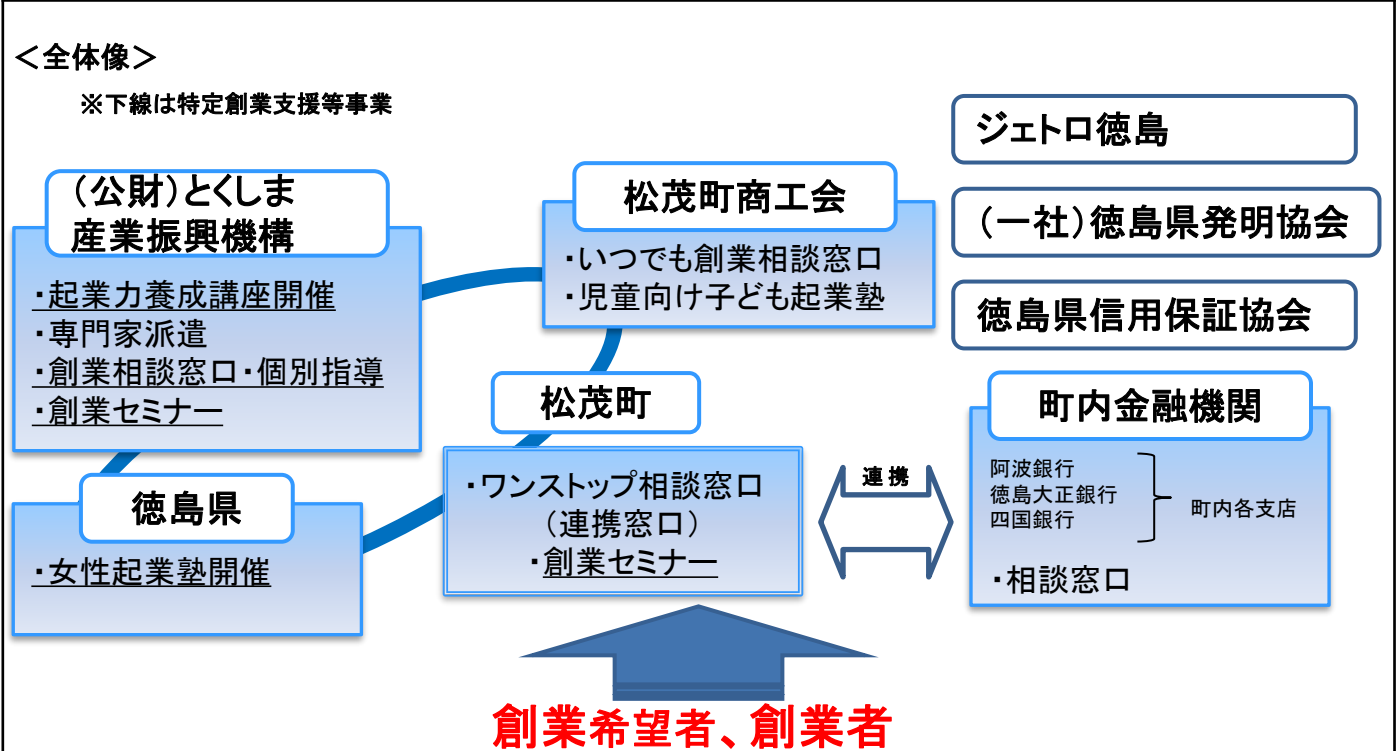 ＜全体像＞
※下線は特定創業支援等事業
（公財）とくしま
産業振興機構
・起業力養成講座開催
・専門家派遣
・創業相談窓口・個別指導
・創業セミナー
徳島県
・女性起業塾開催
松茂町商工会
・いつでも創業相談窓口
・児童向け子ども起業塾
松茂町
・ワンストップ相談窓口
（連携窓口）
・創業セミナー
連携
ジェトロ徳島
（一社）徳島県発明協会
徳島県信用保証協会
町内金融機関
阿波銀行
徳島大正銀行
四国銀行
町内各支店
・相談窓口
創業希望者、創業者